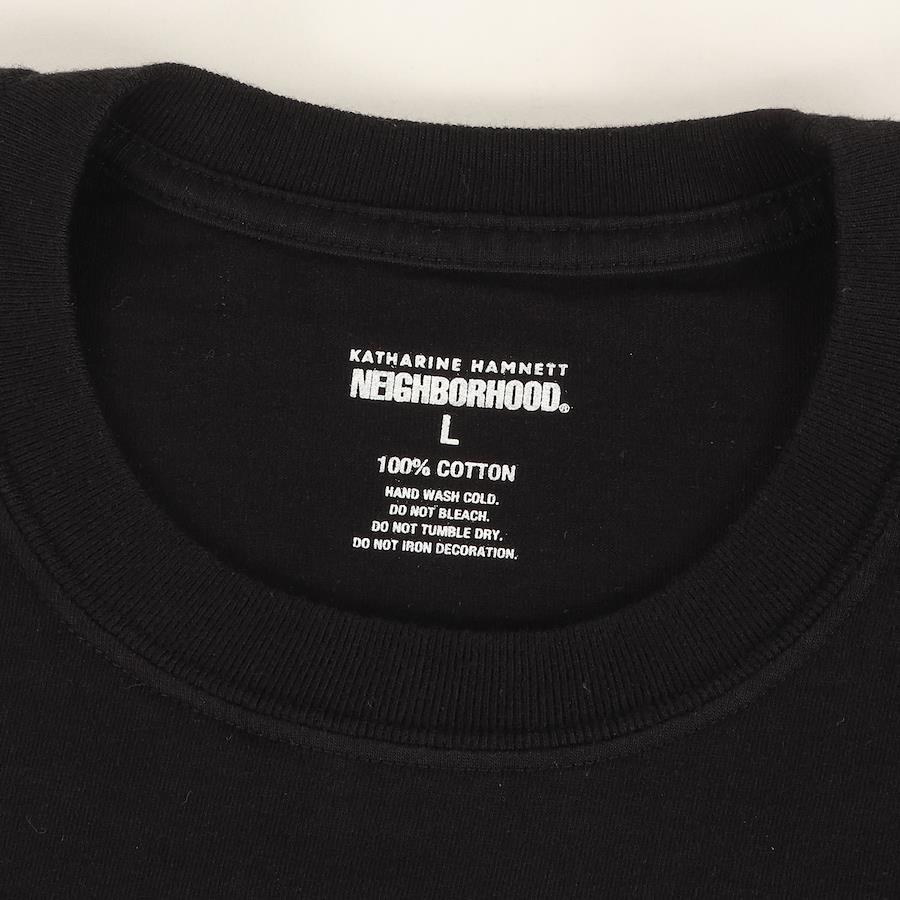 KATHARINE HAMNETT
NEIGHBORHOOD®
L
100% COTTON
HAND WASH COLD.
DO NOT BLEACH.
DO NOT TUMBLE DRY.
DO NOT IRON DECORATION.